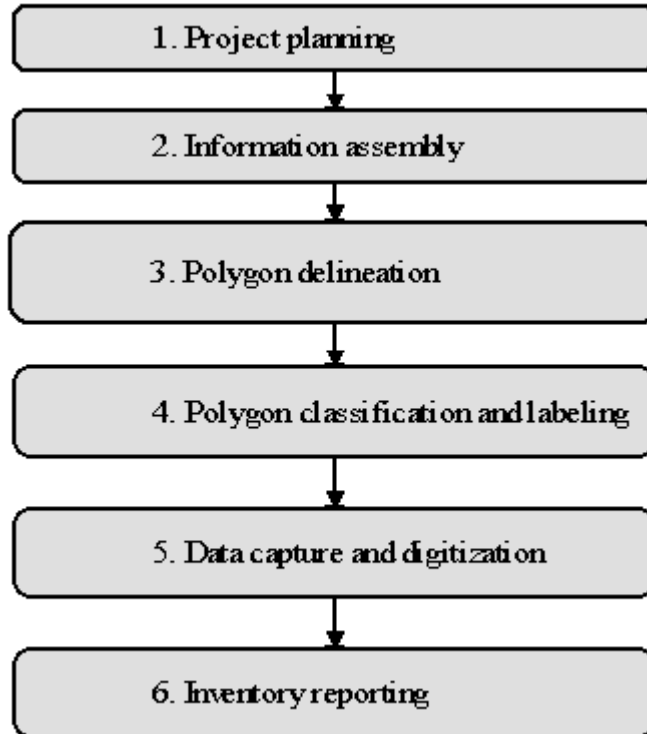 1. Project planning
2. Information assembly
3. Polygon delineation
4. Polygon classification and labeling
5. Data capture and digitization
6. Inventory reporting